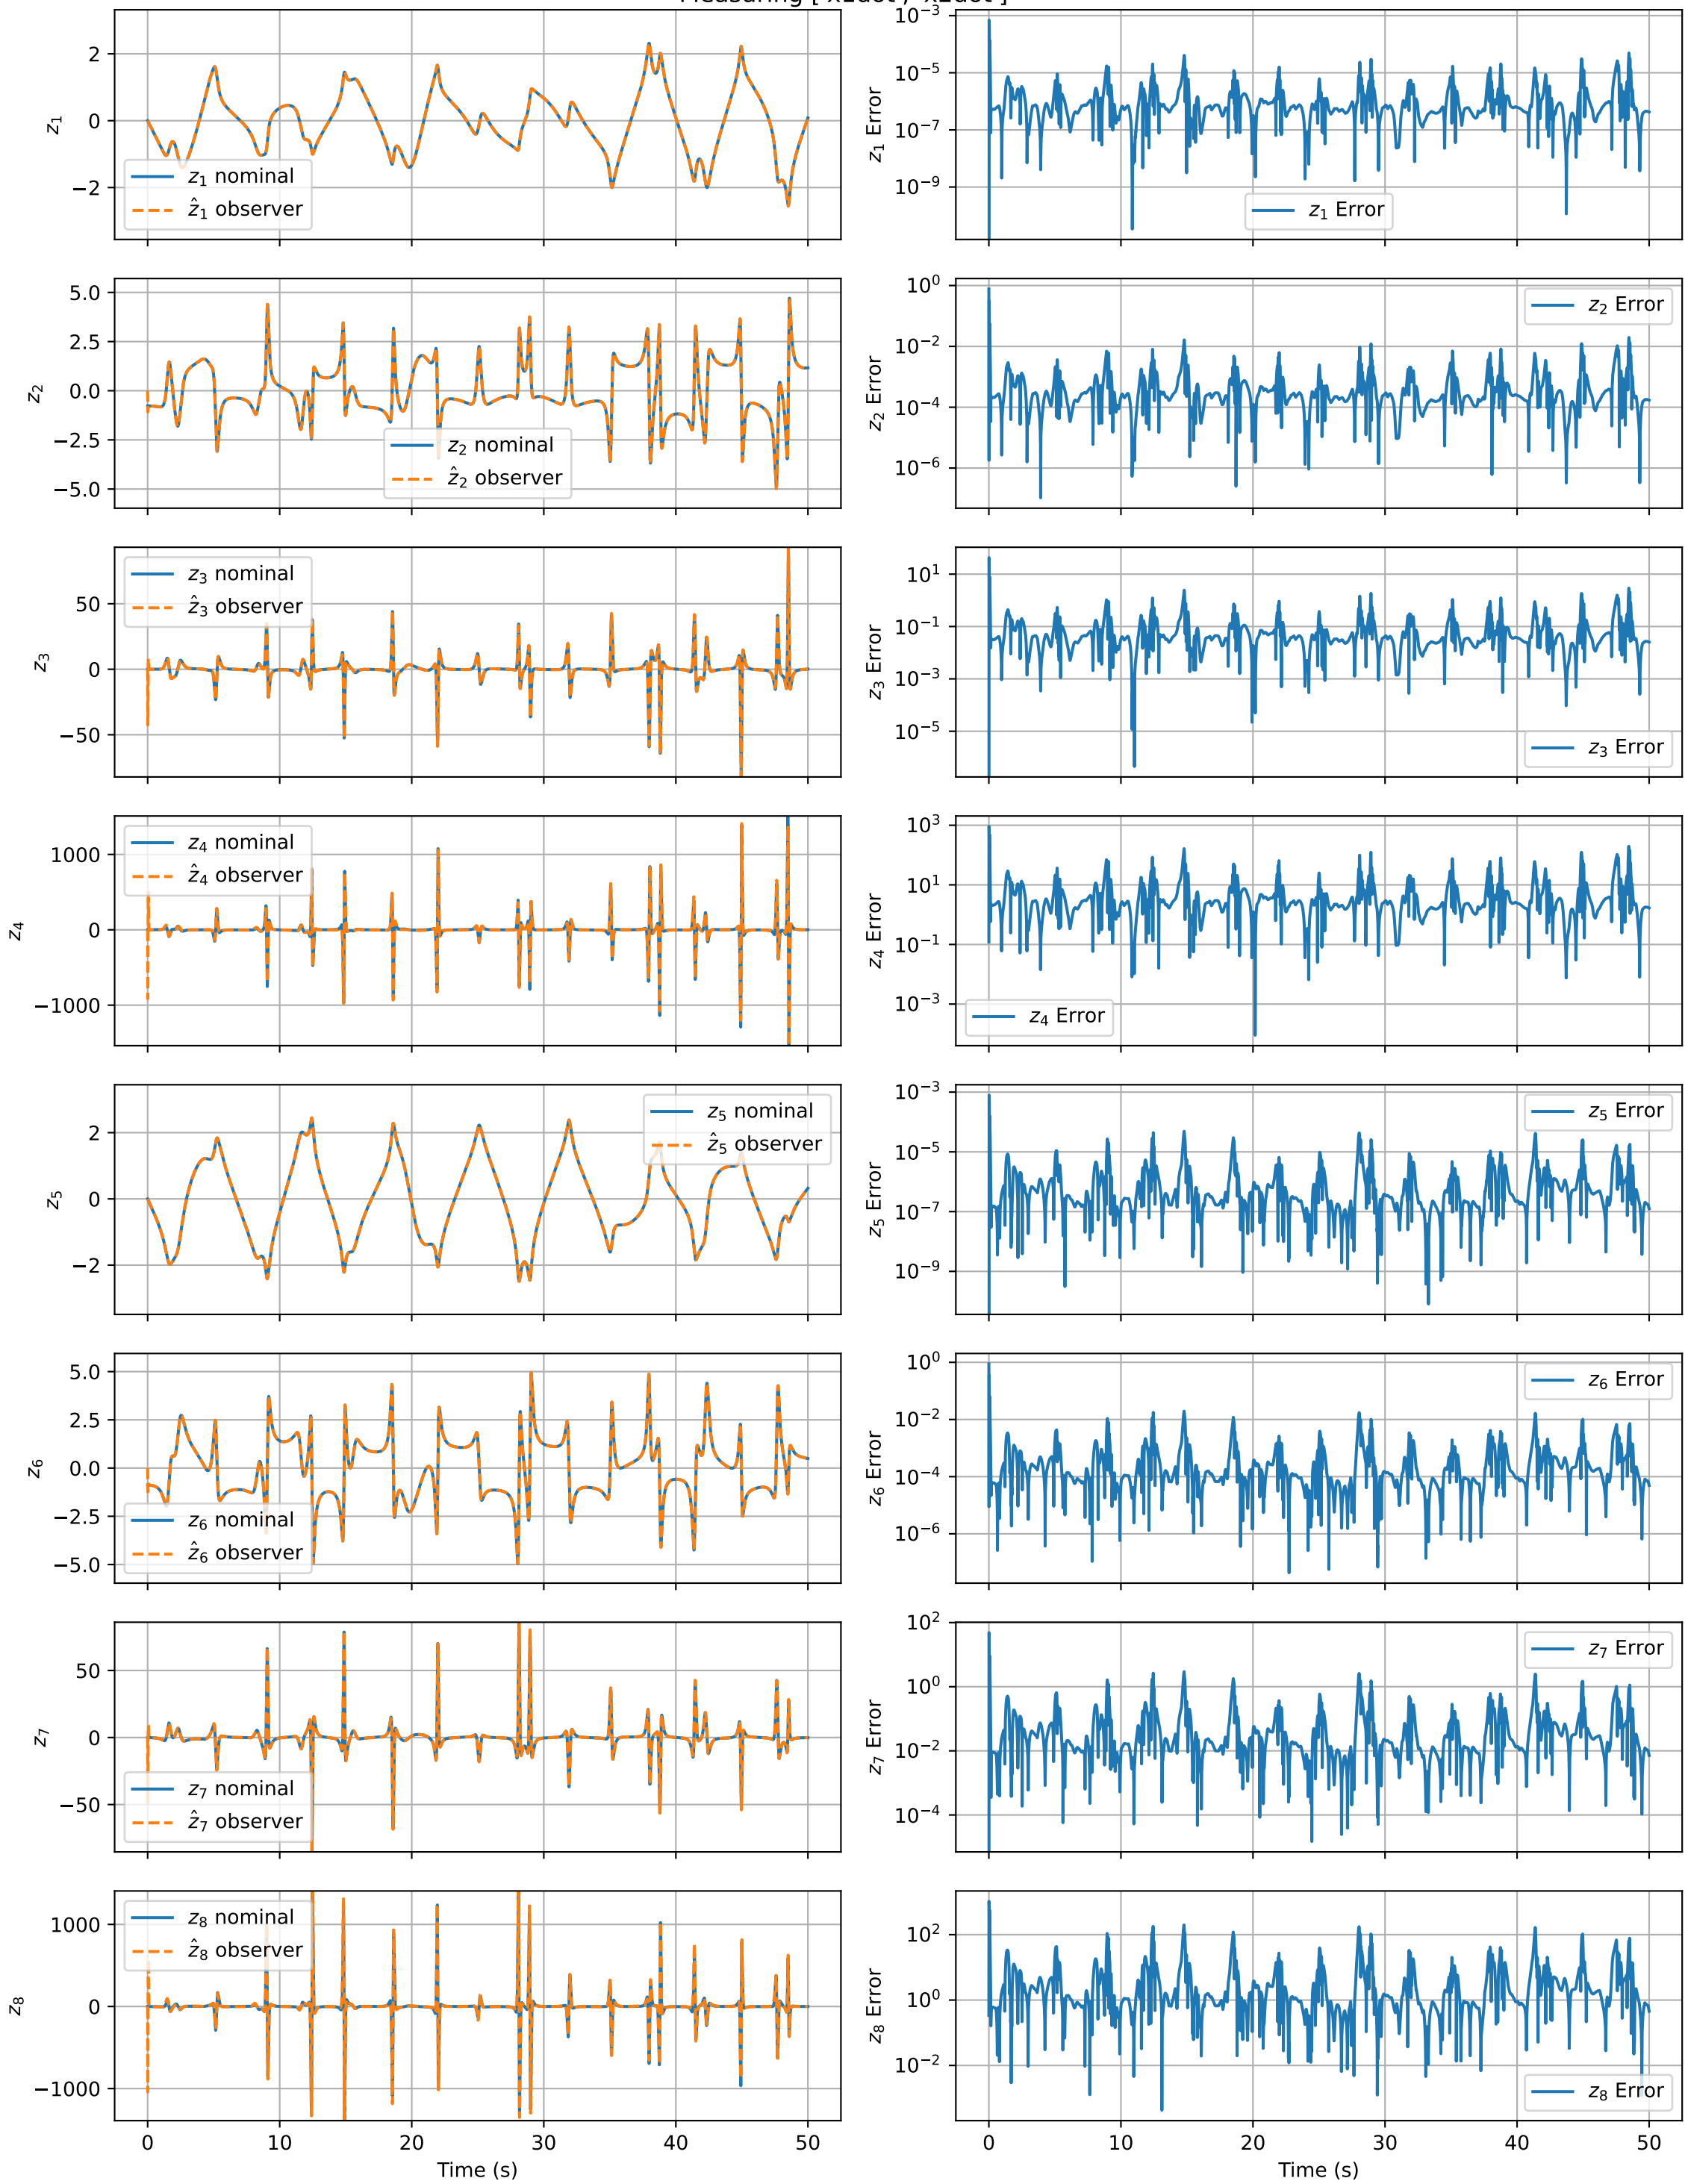 Measuring ['x1dot', 'x2dot']
2
0
−2
z₁
z₁ nominal
ẑ₁ observer
10⁻³
10⁻⁵
10⁻⁷
10⁻⁹
z₁ Error
z₁ Error
5.0
2.5
0.0
−2.5
−5.0
z₂
z₂ nominal
ẑ₂ observer
10⁰
10⁻²
10⁻⁴
10⁻⁶
z₂ Error
z₂ Error
50
0
−50
z₃
z₃ nominal
ẑ₃ observer
10¹
10⁻¹
10⁻³
10⁻⁵
z₃ Error
z₃ Error
1000
0
−1000
z₄
z₄ nominal
ẑ₄ observer
10³
10¹
10⁻¹
10⁻³
z₄ Error
z₄ Error
2
0
−2
z₅
z₅ nominal
ẑ₅ observer
10⁻³
10⁻⁵
10⁻⁷
10⁻⁹
z₅ Error
z₅ Error
5.0
2.5
0.0
−2.5
−5.0
z₆
z₆ nominal
ẑ₆ observer
10⁰
10⁻²
10⁻⁴
10⁻⁶
z₆ Error
z₆ Error
50
0
−50
z₇
z₇ nominal
ẑ₇ observer
10²
10⁰
10⁻²
10⁻⁴
z₇ Error
z₇ Error
1000
0
−1000
z₈
z₈ nominal
ẑ₈ observer
0 10 20 30 40 50
Time (s)
10²
10⁰
10⁻²
z₈ Error
z₈ Error
0 10 20 30 40 50
Time (s)